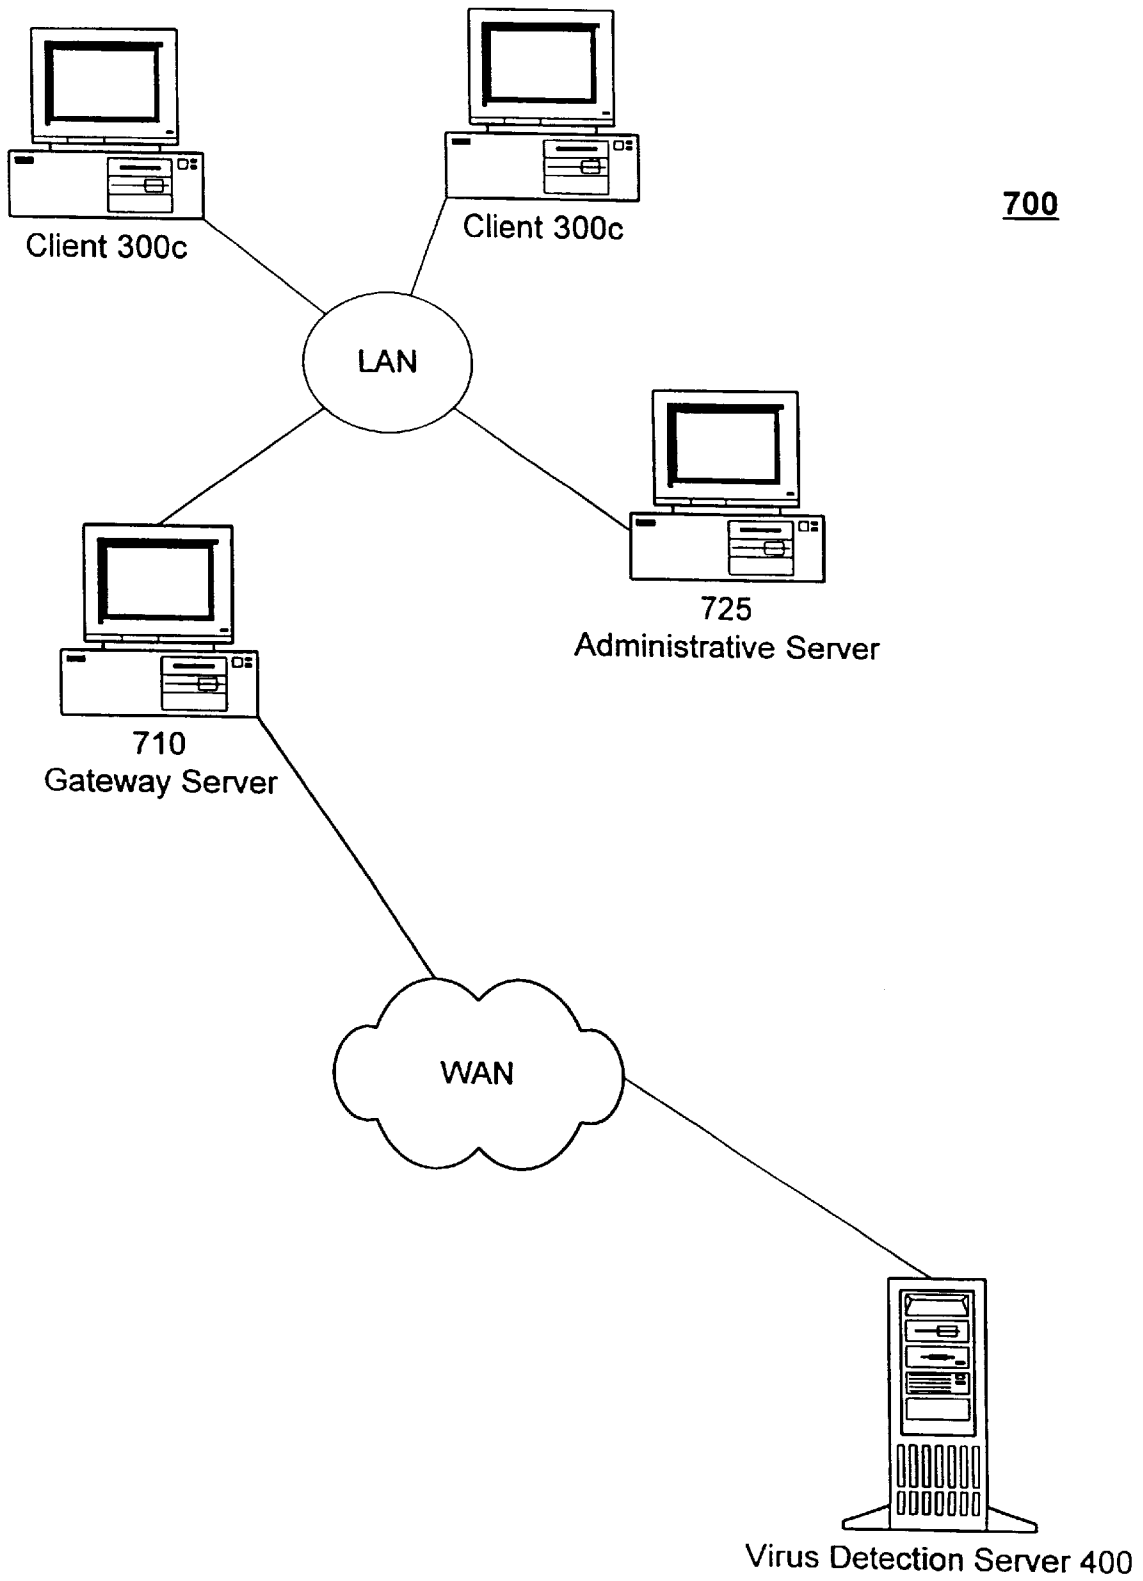 Client 300c
Client 300c
700
LAN
725
Administrative Server
710
Gateway Server
WAN
Virus Detection Server 400